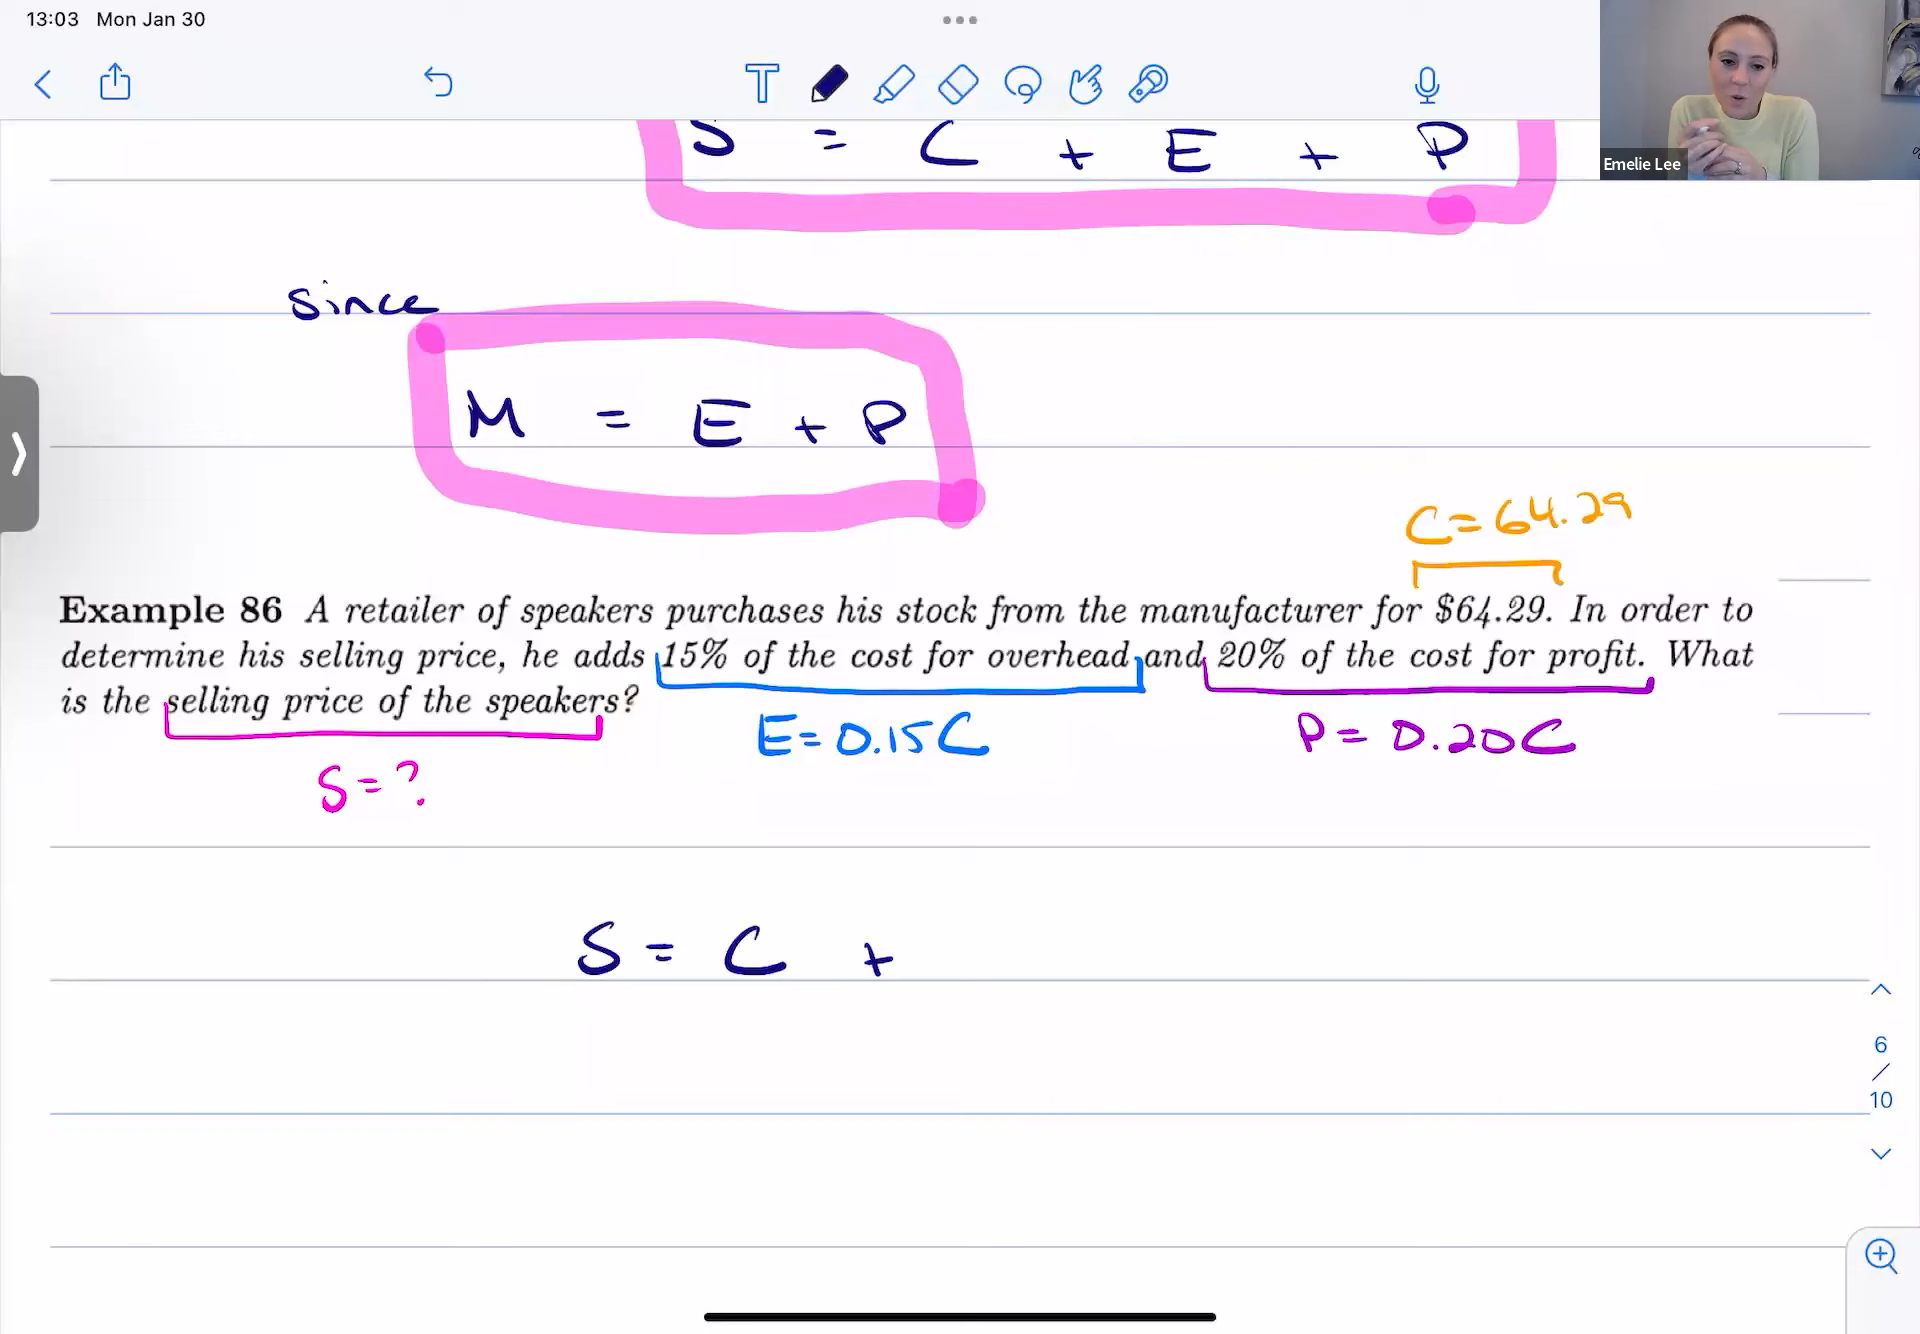 13:03 Mon Jan 30
T
S = C + E + P
Emelie Lee
since
M = E + P
C = 64.29
Example 86 A retailer of speakers purchases his stock from the manufacturer for $64.29. In order to
determine his selling price, he adds 15% of the cost for overhead and 20% of the cost for profit. What
is the selling price of the speakers?
E = 0.15C
P = 0.20C
S = ?
S = C +
6
/
10